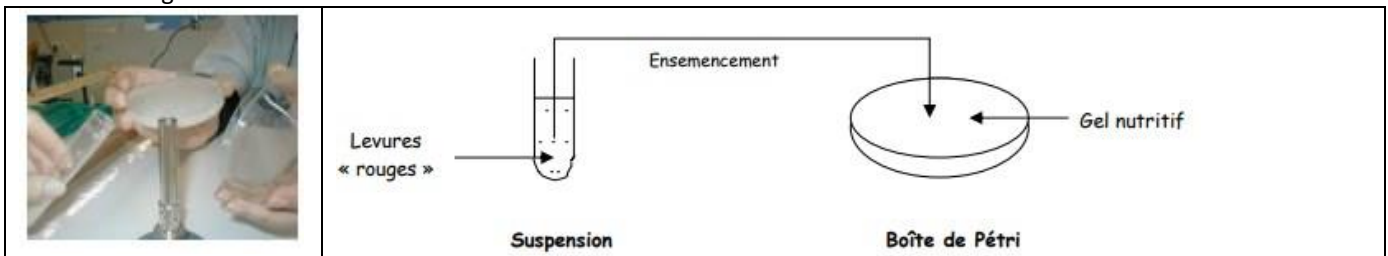 Ensemencement
Levures
« rouges »
Gel nutritif
Suspension
Boîte de Pétri